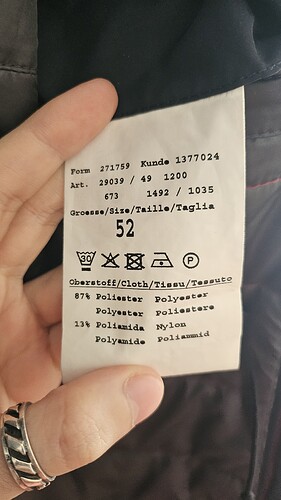 Form 271759 Kunde 1377024
Art. 29039 / 49 1200
673 1492 / 1035
Groesse/Size/Taille/Taglia
52
30 P
Oberstoff/Cloth/Tissu/Tessuto
87% Poliester Polyester
Polyester Poliestere
13% Poliamida Nylon
Polyamide Poliammid